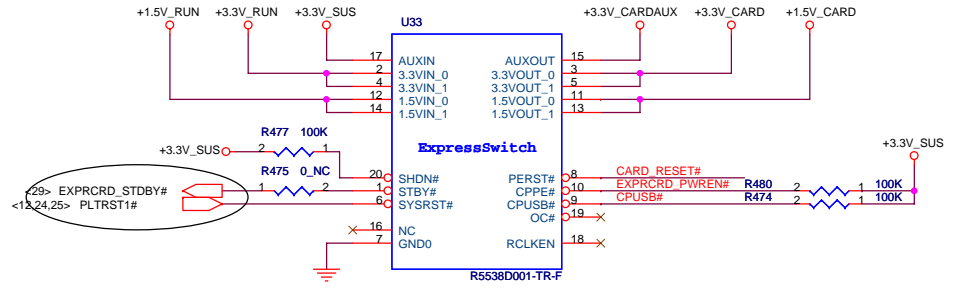 +1.5V_RUN +3.3V_RUN +3.3V_SUS U33 +3.3V_CARDAUX +3.3V_CARD +1.5V_CARD
17 AUXIN AUXOUT 15
2 3.3VIN_0 3.3VOUT_0 3
4 3.3VIN_1 3.3VOUT_1 5
12 1.5VIN_0 1.5VOUT_0 11
14 1.5VIN_1 1.5VOUT_1 13
R477 100K
+3.3V_SUS 2 1 ExpressSwitch +3.3V_SUS
R475 0_NC
20 SHDN# PERST# 8 CARD_RESET#
<29> EXPRCRD_STDBY# 1 2 1 STBY# CPPE# 10 EXPRCRD_PWREN# R480 2 1 100K
<12,24,25> PLTRST1# 6 SYSRST# CPUSB# 9 CPUSB# R474 2 1 100K
OC# 19
16 NC
7 GND0 RCLKEN 18
R5538D001-TR-F